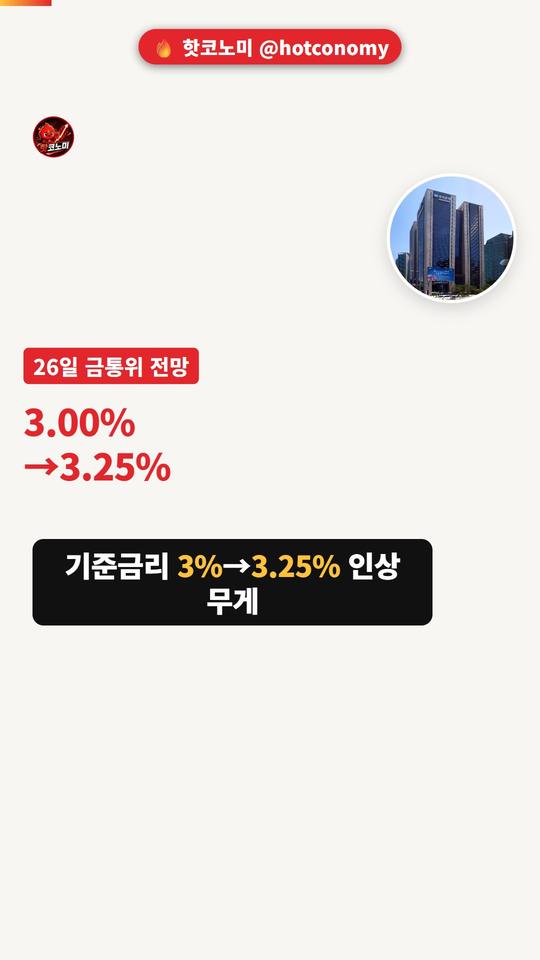 🔥 핫코노미 @hotconomy
핫코노미
26일 금통위 전망
3.00%
→3.25%
기준금리 3%→3.25% 인상
무게